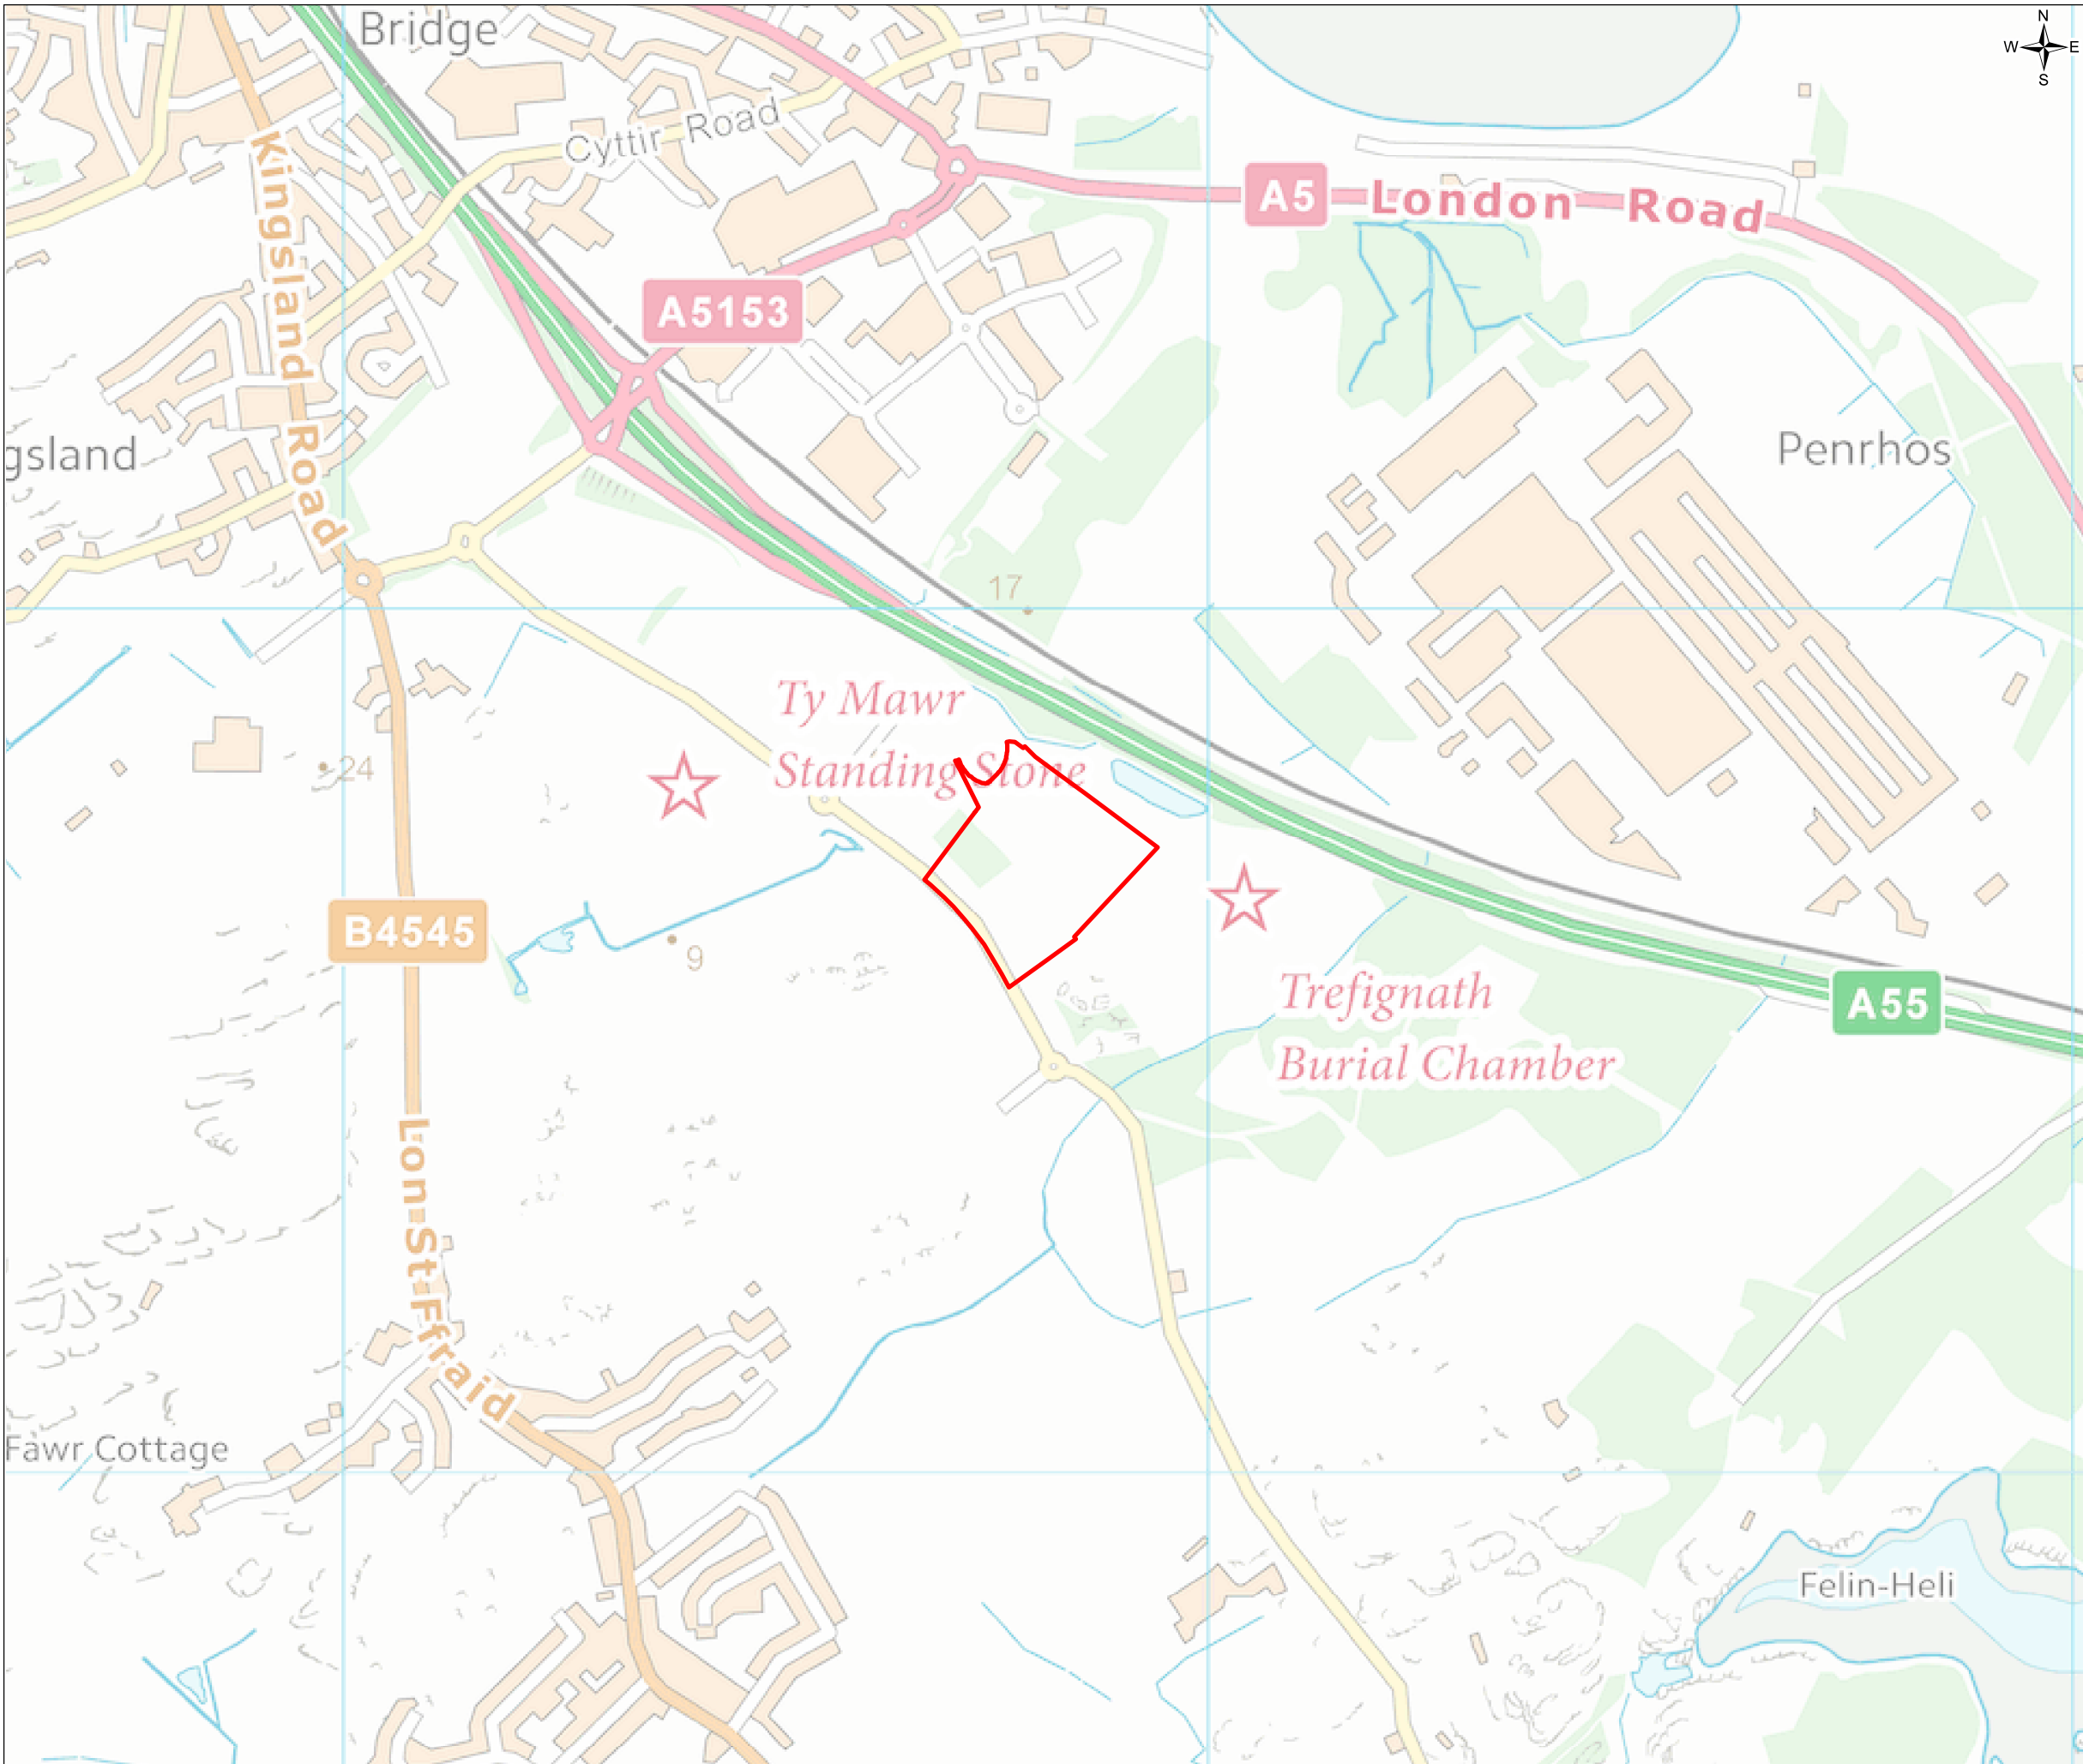 Bridge
N
W E
S
Cyttir Road
Kingsland Road
A5 London Road
A5153
gsland
Penrhos
17
Ty Mawr
Standing Stone
24
B4545
9
Trefignath
Burial Chamber
A55
Lon St Ffraid
Fawr Cottage
Felin-Heli